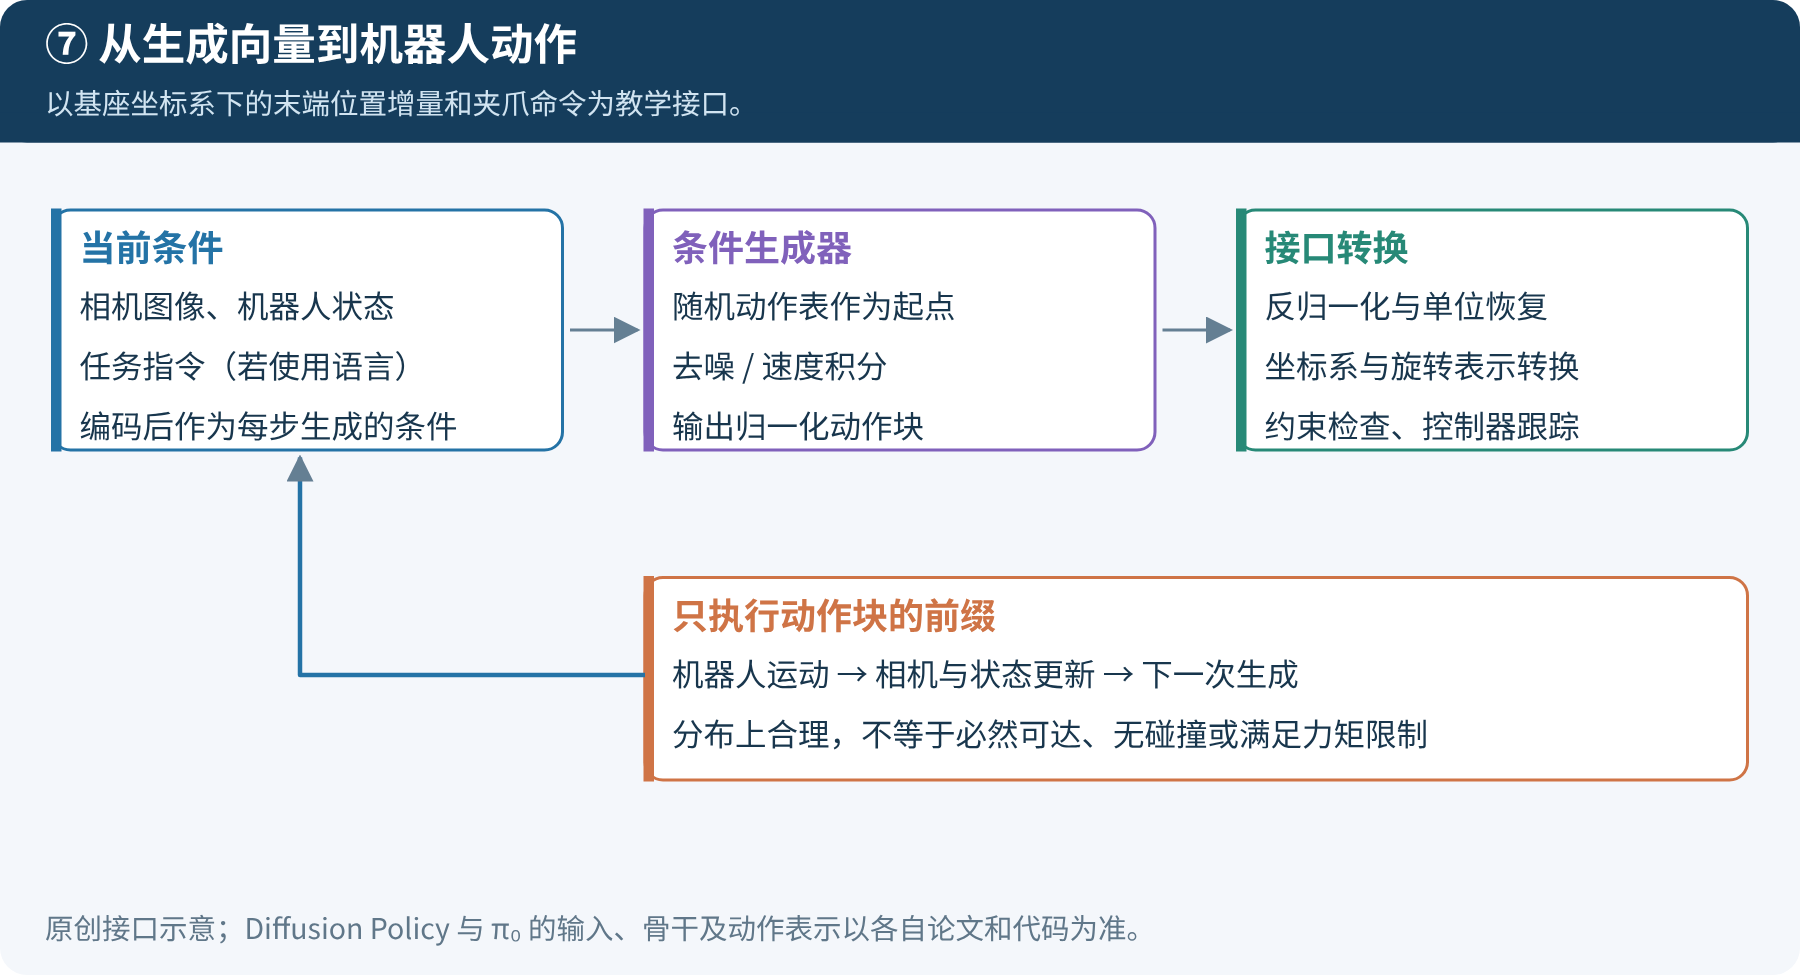 ⑦ 从生成向量到机器人动作
以基座坐标系下的末端位置增量和夹爪命令为教学接口。
当前条件
相机图像、机器人状态
任务指令（若使用语言）
编码后作为每步生成的条件
条件生成器
随机动作表作为起点
去噪 / 速度积分
输出归一化动作块
接口转换
反归一化与单位恢复
坐标系与旋转表示转换
约束检查、控制器跟踪
只执行动作块的前缀
机器人运动 → 相机与状态更新 → 下一次生成
分布上合理，不等于必然可达、无碰撞或满足力矩限制
原创接口示意；Diffusion Policy 与 π₀ 的输入、骨干及动作表示以各自论文和代码为准。